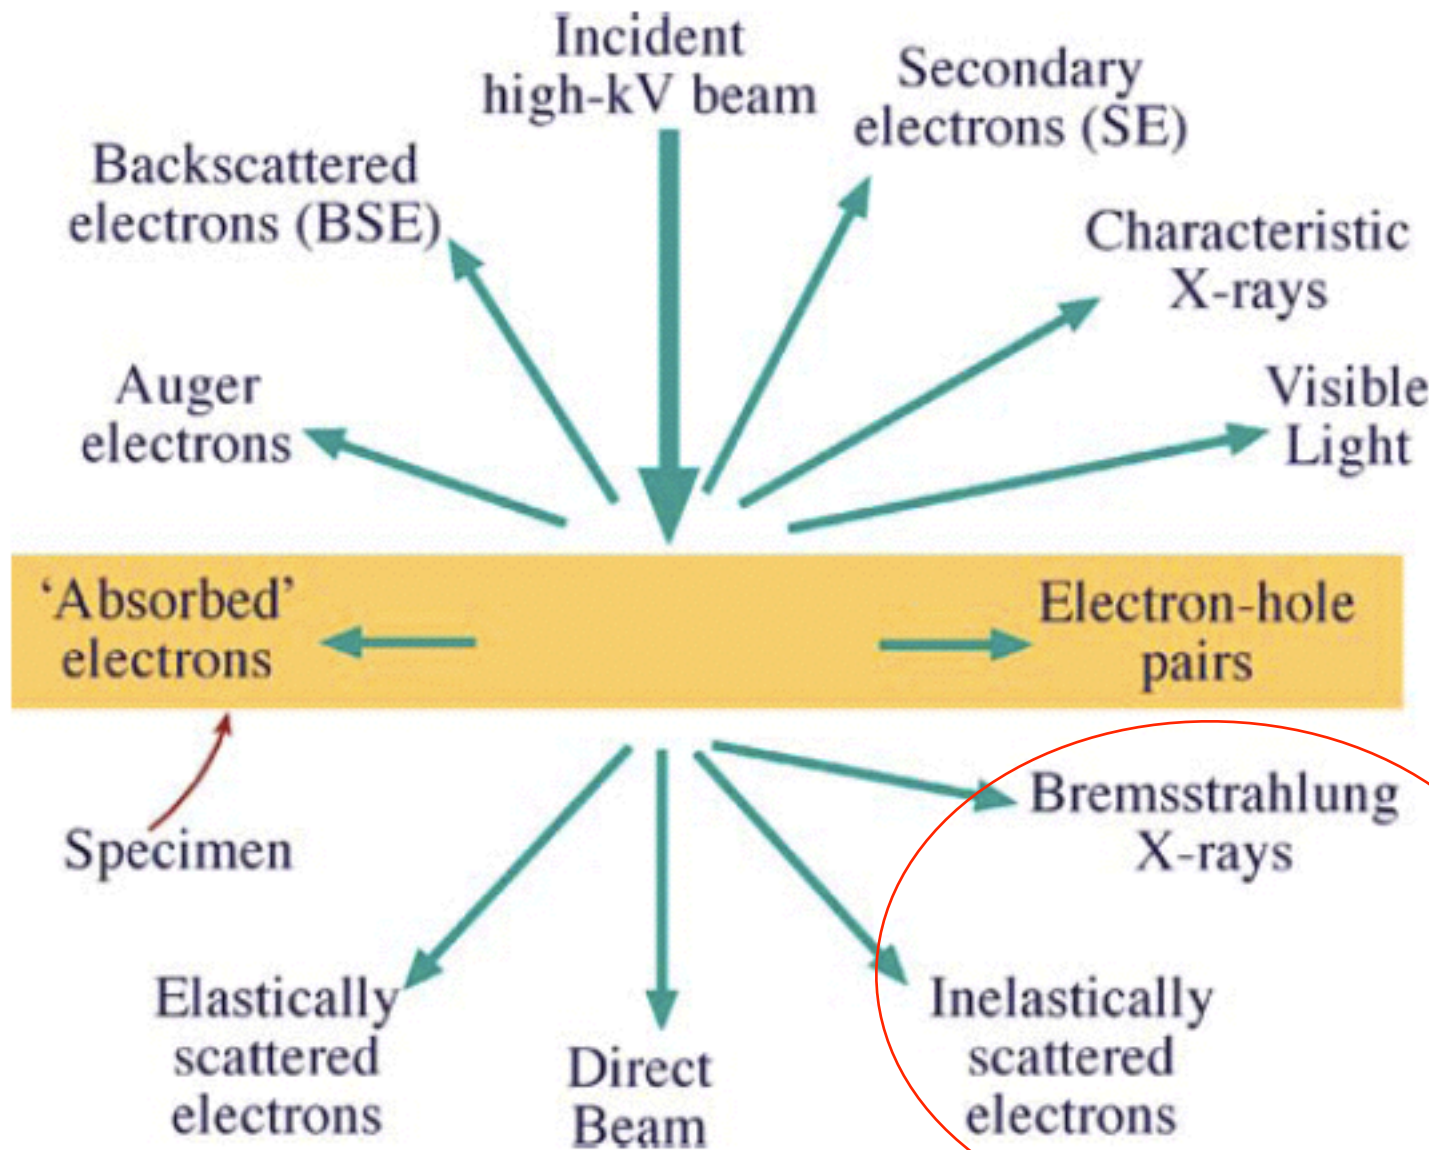 Incident
high-kV beam
Secondary
electrons (SE)
Backscattered
electrons (BSE)
Characteristic
X-rays
Auger
electrons
Visible
Light
‘Absorbed’
electrons
Electron-hole
pairs
Specimen
Bremsstrahlung
X-rays
Elastically
scattered
electrons
Direct
Beam
Inelastically
scattered
electrons